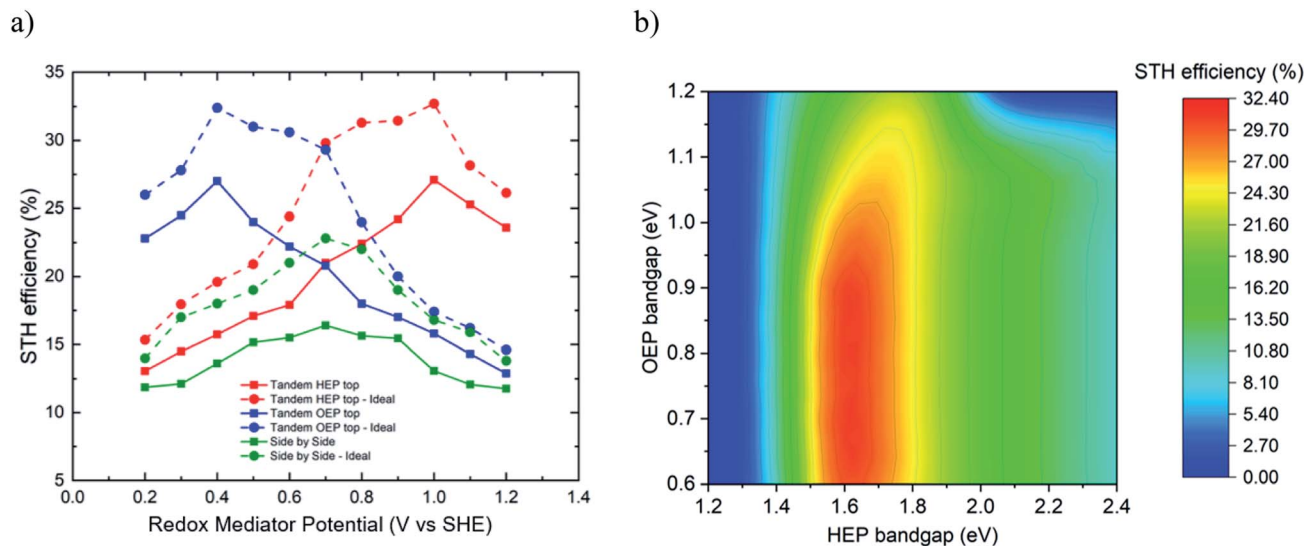 a)
35
30
25
20
15
10
5
STH efficiency (%)
Tandem HEP top
Tandem HEP top - Ideal
Tandem OEP top
Tandem OEP top - Ideal
Side by Side
Side by Side - Ideal
0.0 0.2 0.4 0.6 0.8 1.0 1.2 1.4
Redox Mediator Potential (V vs SHE)
b)
1.2
1.1
1.0
0.9
0.8
0.7
0.6
OEP bandgap (eV)
1.2 1.4 1.6 1.8 2.0 2.2 2.4
HEP bandgap (eV)
STH efficiency (%)
32.40
29.70
27.00
24.30
21.60
18.90
16.20
13.50
10.80
8.10
5.40
2.70
0.00